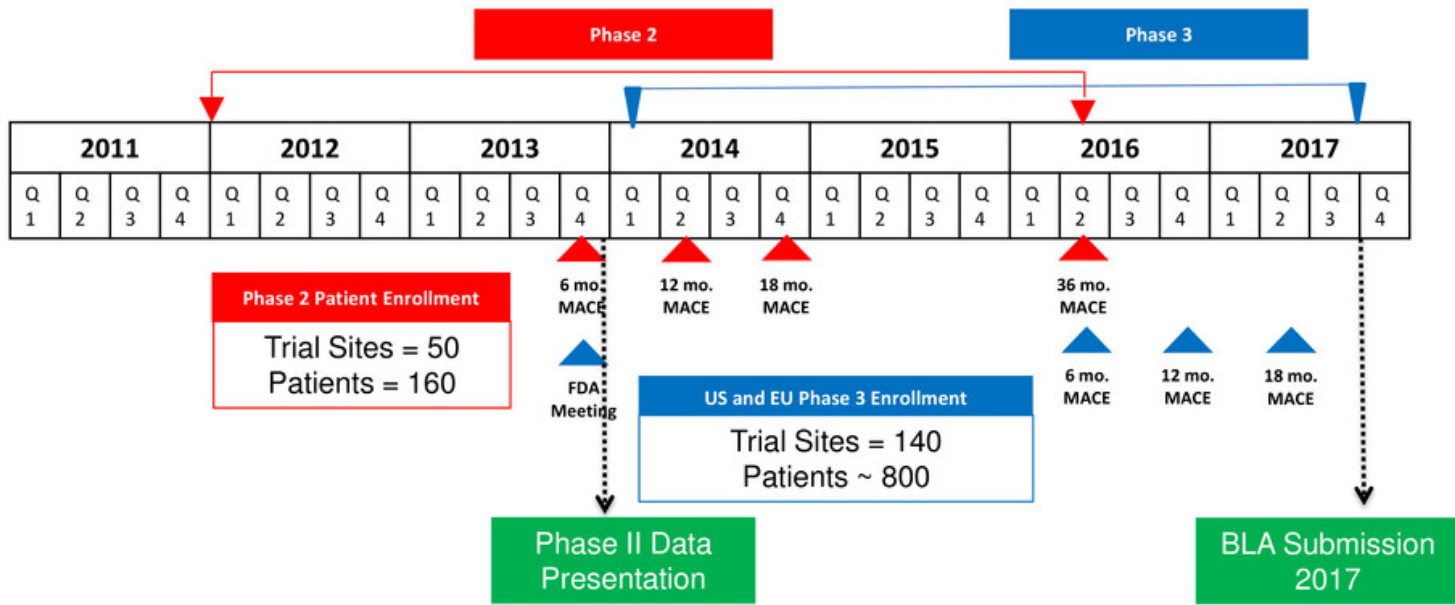 Phase 2
Phase 3
2011 2012 2013 2014 2015 2016 2017
Q 1 Q 2 Q 3 Q 4 Q 1 Q 2 Q 3 Q 4 Q 1 Q 2 Q 3 Q 4 Q 1 Q 2 Q 3 Q 4 Q 1 Q 2 Q 3 Q 4 Q 1 Q 2 Q 3 Q 4 Q 1 Q 2 Q 3 Q 4
6 mo.
MACE
12 mo.
MACE
18 mo.
MACE
36 mo.
MACE
Phase 2 Patient Enrollment
Trial Sites = 50
Patients = 160
FDA
Meeting
6 mo.
MACE
12 mo.
MACE
18 mo.
MACE
US and EU Phase 3 Enrollment
Trial Sites = 140
Patients ~ 800
Phase II Data
Presentation
BLA Submission
2017